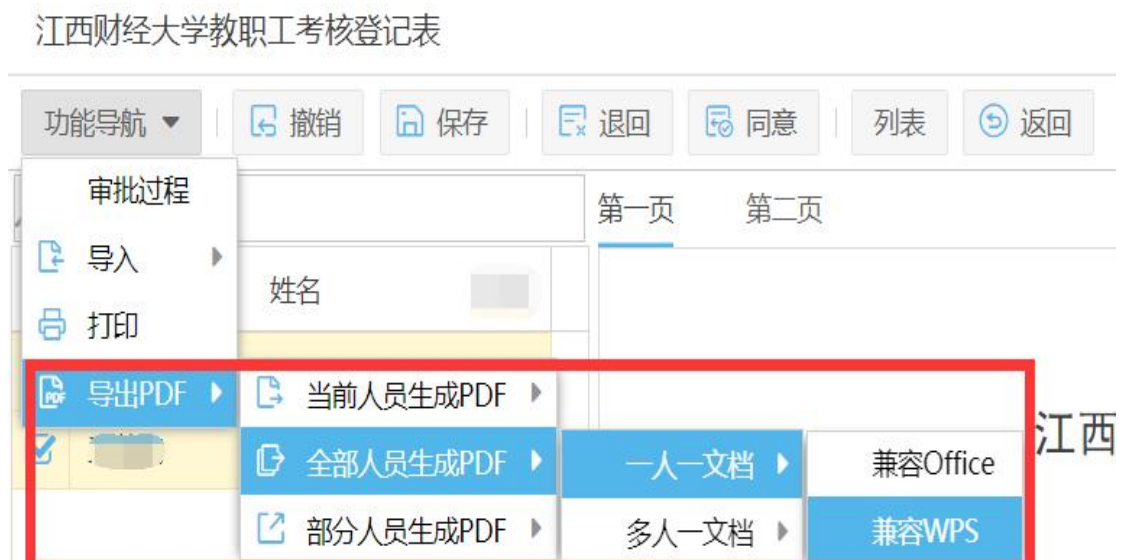 江西财经大学教职工考核登记表
功能导航 撤销 保存 退回 同意 列表 返回
审批过程
第一页 第二页
导入
姓名
打印
导出PDF 当前人员生成PDF
江西
全部人员生成PDF 一人一文档 兼容Office
部分人员生成PDF 多人一文档 兼容WPS